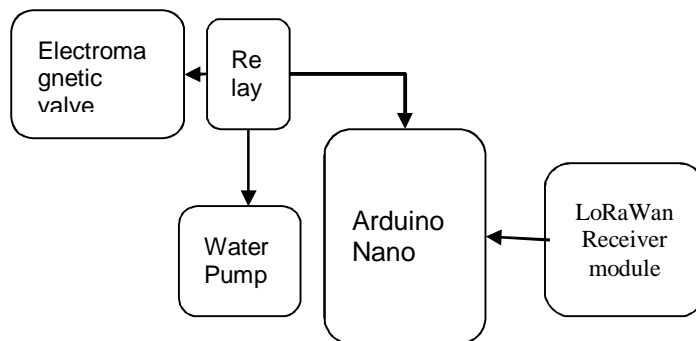 Electroma
gnetic
valve
Re
lay
Water
Pump
Arduino
Nano
LoRaWan
Receiver
module